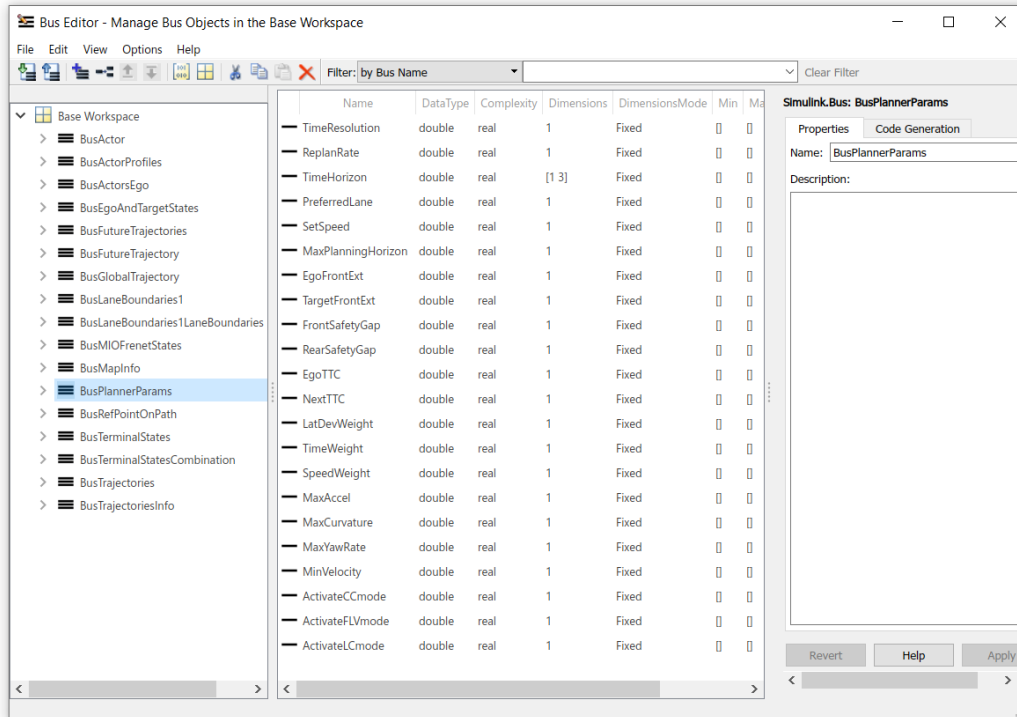 Bus Editor - Manage Bus Objects in the Base Workspace
File Edit View Options Help
Filter: by Bus Name Clear Filter
Base Workspace
BusActor
BusActorProfiles
BusActorsEgo
BusEgoAndTargetStates
BusFutureTrajectories
BusFutureTrajectory
BusGlobalTrajectory
BusLaneBoundaries1
BusLaneBoundaries1LaneBoundaries
BusMIOFrenetStates
BusMapInfo
BusPlannerParams
BusRefPointOnPath
BusTerminalStates
BusTerminalStatesCombination
BusTrajectories
BusTrajectoriesInfo
Name DataType Complexity Dimensions DimensionsMode Min Ma
TimeResolution double real 1 Fixed [] []
ReplanRate double real 1 Fixed [] []
TimeHorizon double real [1 3] Fixed [] []
PreferredLane double real 1 Fixed [] []
SetSpeed double real 1 Fixed [] []
MaxPlanningHorizon double real 1 Fixed [] []
EgoFrontExt double real 1 Fixed [] []
TargetFrontExt double real 1 Fixed [] []
FrontSafetyGap double real 1 Fixed [] []
RearSafetyGap double real 1 Fixed [] []
EgoTTC double real 1 Fixed [] []
NextTTC double real 1 Fixed [] []
LatDevWeight double real 1 Fixed [] []
TimeWeight double real 1 Fixed [] []
SpeedWeight double real 1 Fixed [] []
MaxAccel double real 1 Fixed [] []
MaxCurvature double real 1 Fixed [] []
MaxYawRate double real 1 Fixed [] []
MinVelocity double real 1 Fixed [] []
ActivateCCmode double real 1 Fixed [] []
ActivateFLVmode double real 1 Fixed [] []
ActivateLCmode double real 1 Fixed [] []
Simulink.Bus: BusPlannerParams
Properties Code Generation
Name: BusPlannerParams
Description:
Revert Help Apply